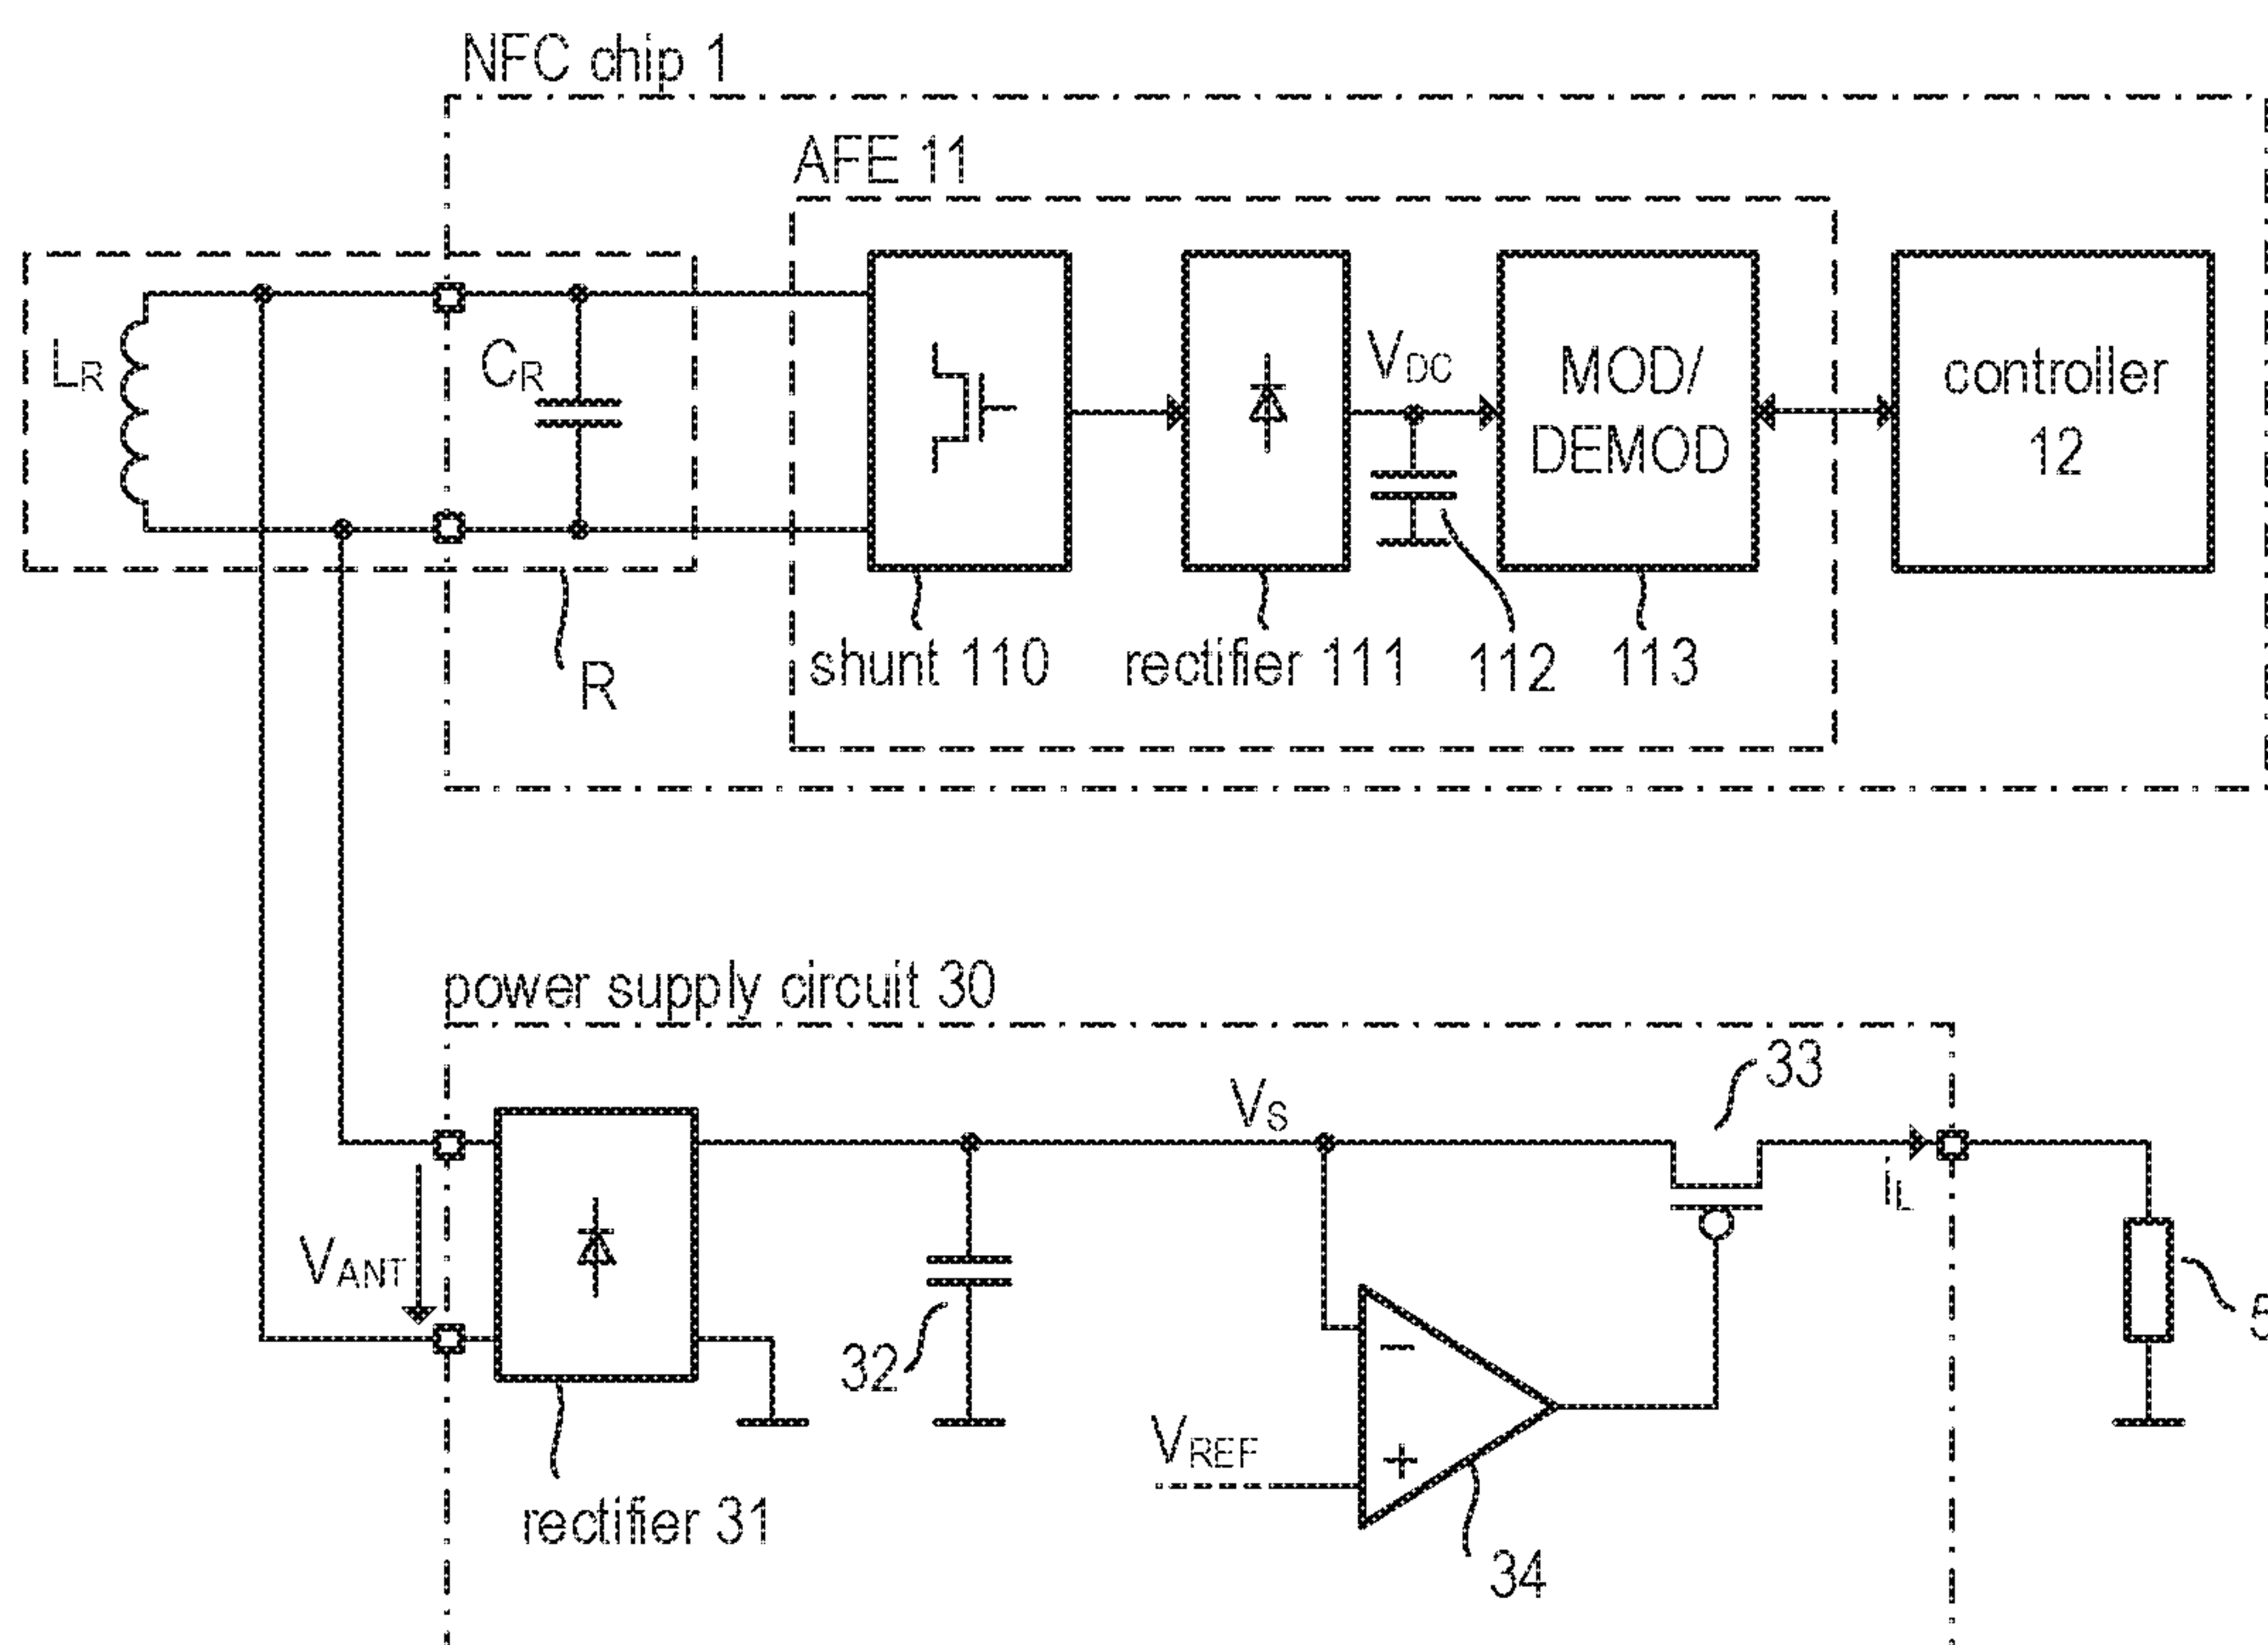 NFC chip 1
AFE 11
LR
CR
VDC
MOD/
DEMOD
controller
12
shunt 110
rectifier 111
112
113
R
power supply circuit 30
33
VS
iL
VANT
32
5
VREF
rectifier 31
34
−
+